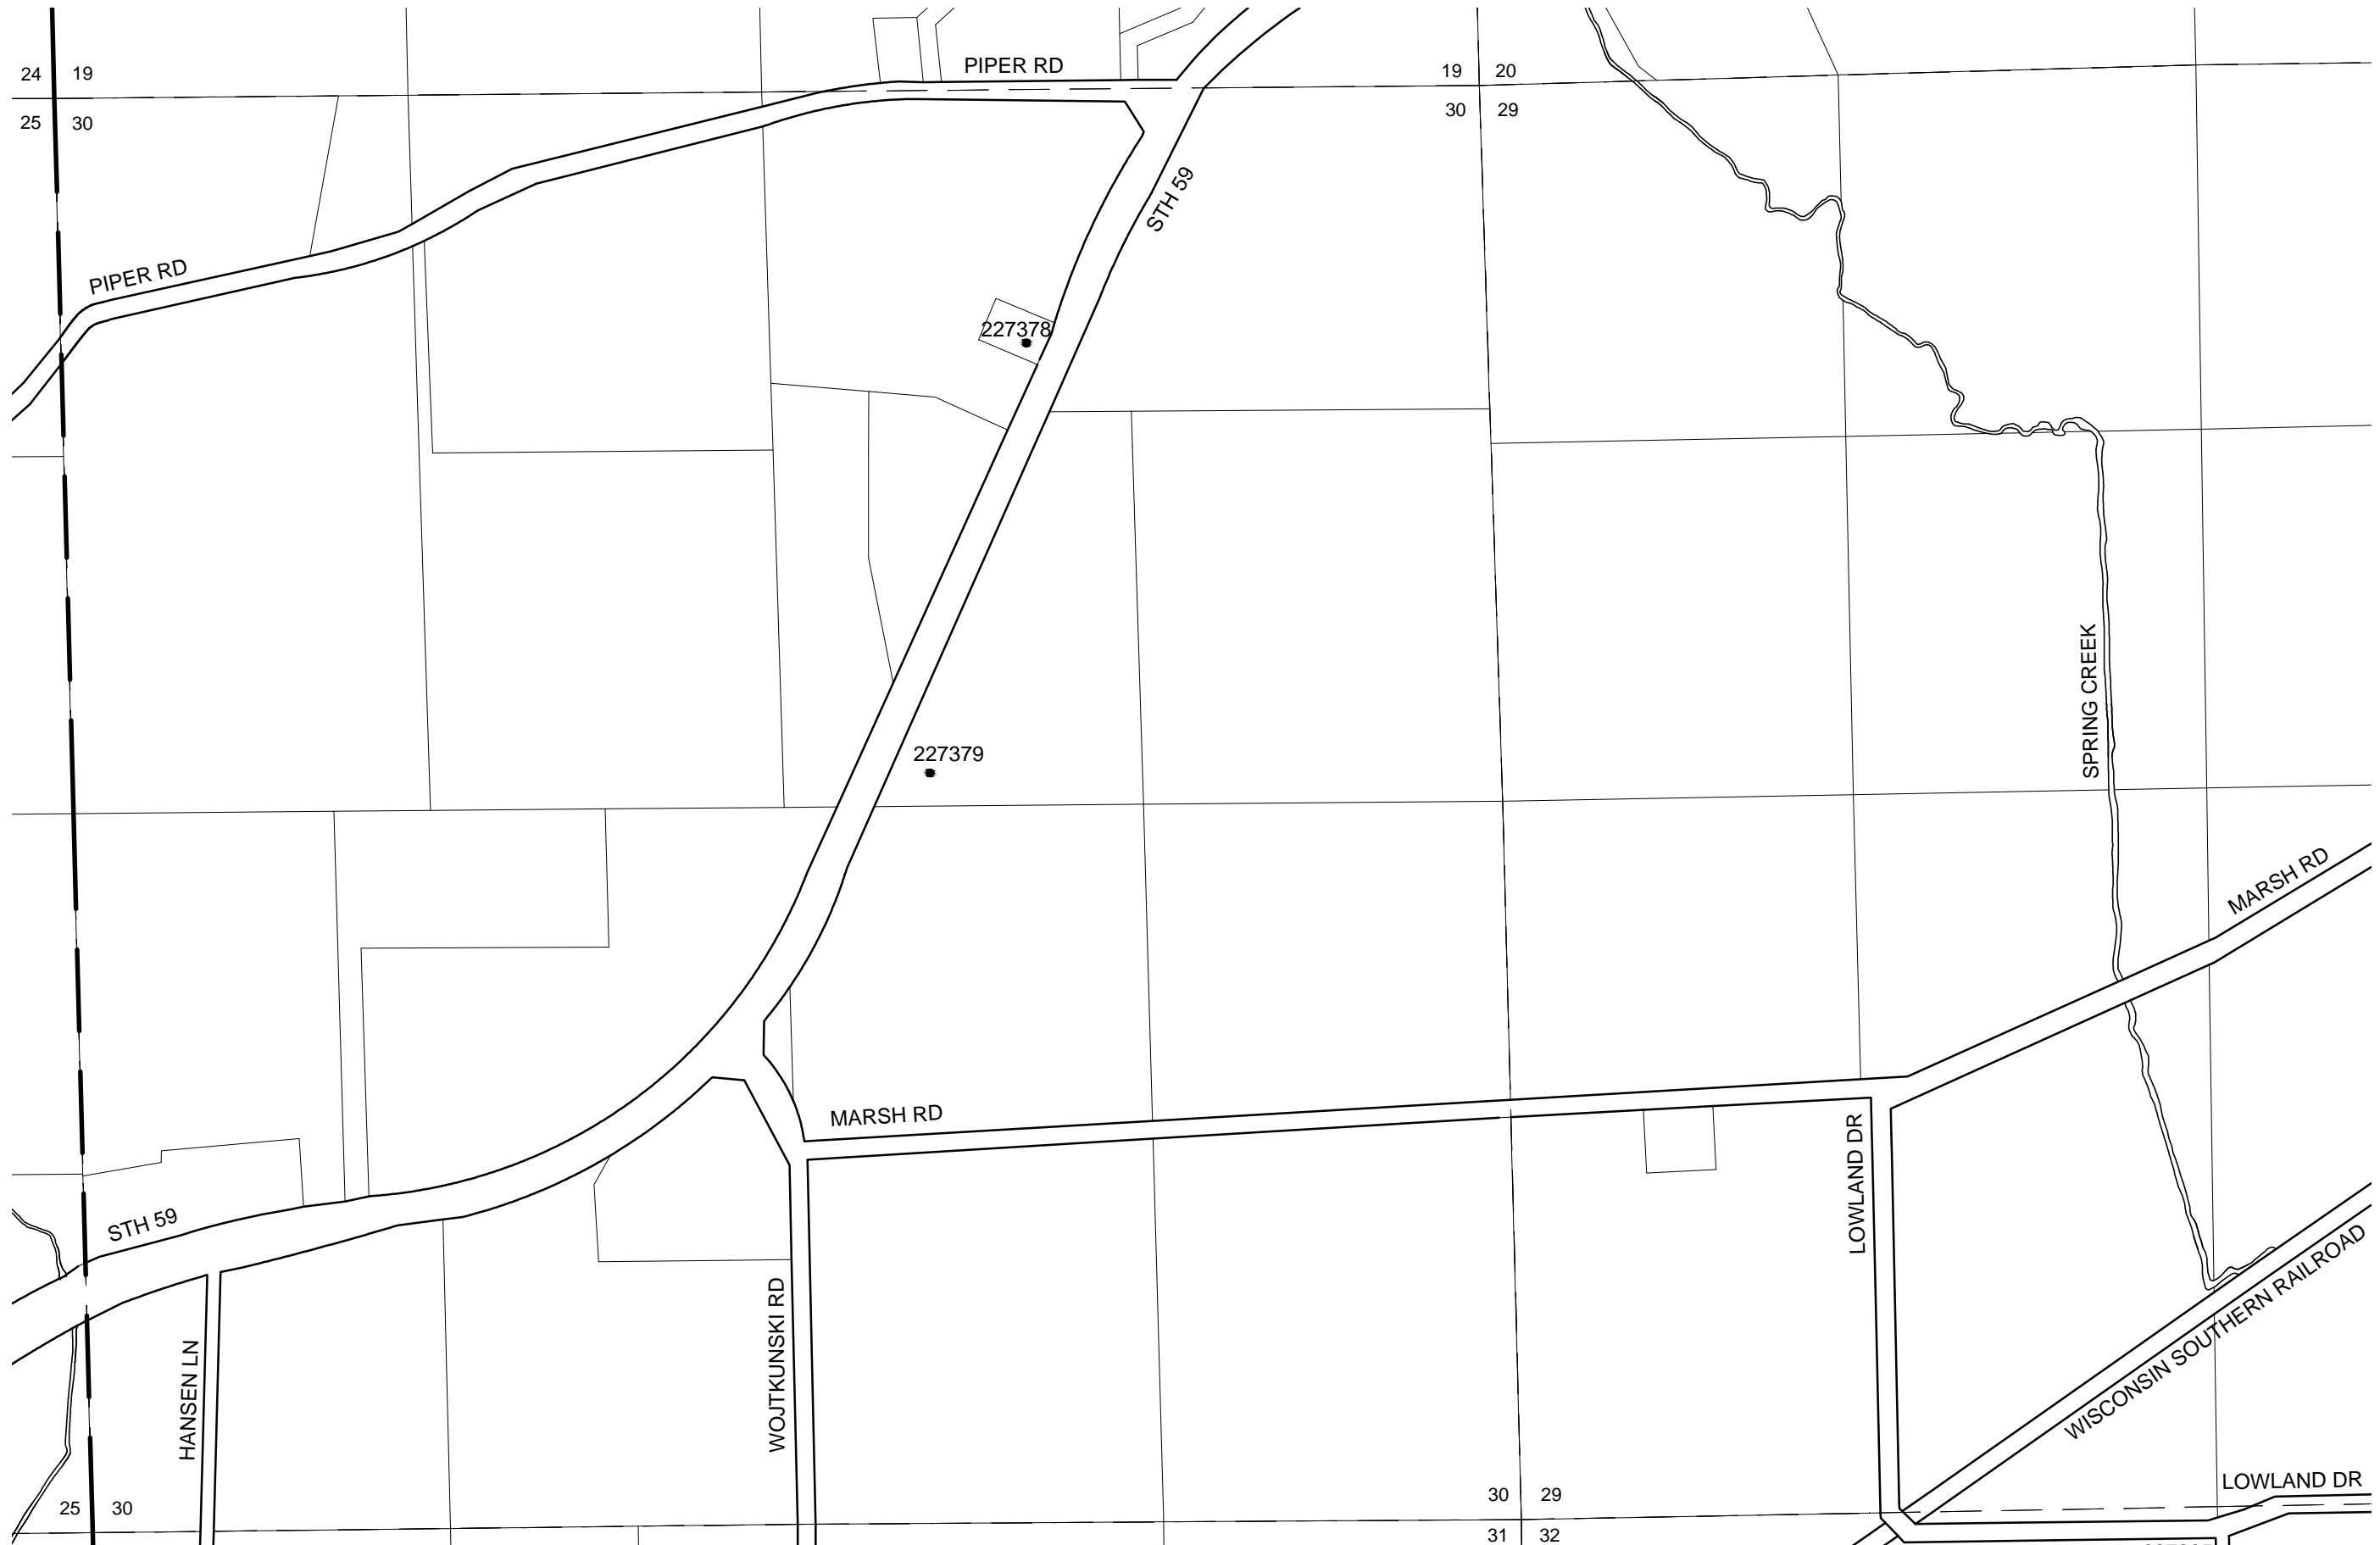 PIPER RD
24 19
19 20
25 30
30 29
STH 59
PIPER RD
227378
SPRING CREEK
227379
MARSH RD
MARSH RD
LOWLAND DR
STH 59
WISCONSIN SOUTHERN RAILROAD
WOJTKUNSKI RD
HANSEN LN
LOWLAND DR
25 30
30 29
31 32